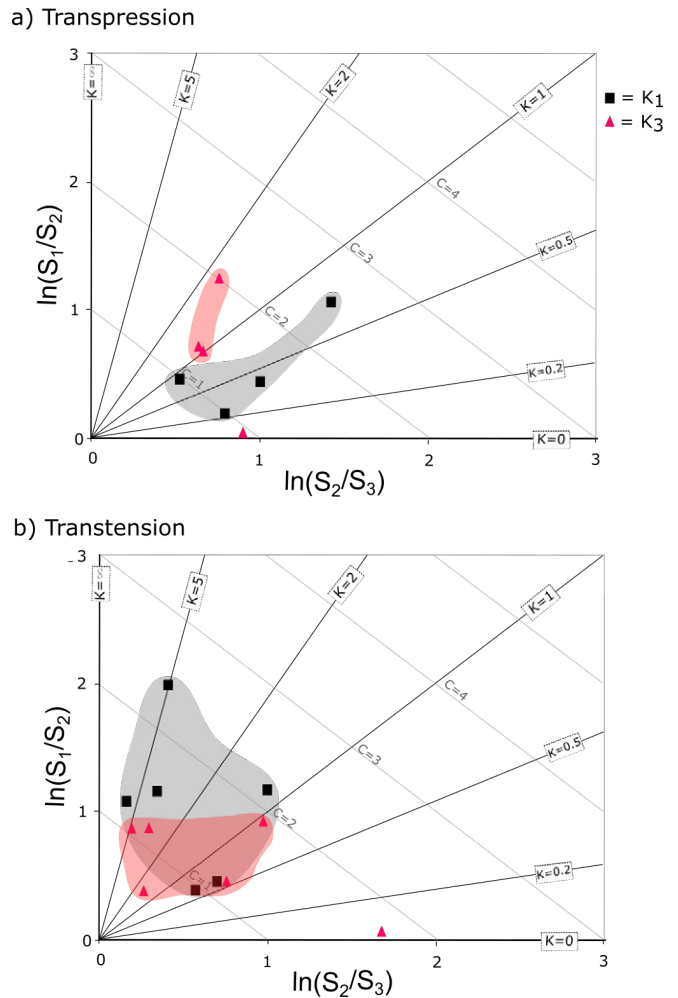 a) Transpression
3
K=∞
K=5
K=2
K=1
■ = K1
▲ = K3
2
C=4
ln(S1/S2)
K=0.5
C=3
1
C=2
C=1
K=0.2
0
K=0
0
1
2
3
ln(S2/S3)
b) Transtension
3
K=∞
K=5
K=2
K=1
2
C=4
ln(S1/S2)
K=0.5
C=3
1
C=2
C=1
K=0.2
0
K=0
0
1
2
3
ln(S2/S3)